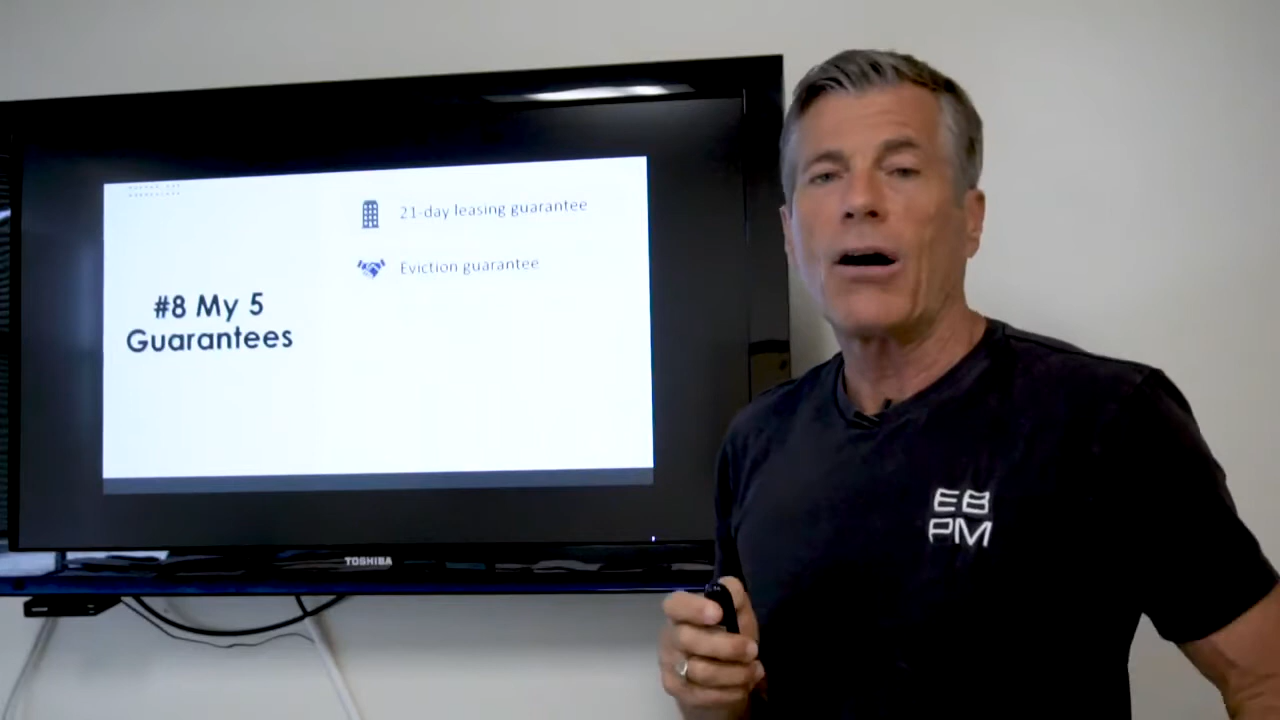 21-day leasing guarantee
Eviction guarantee
#8 My 5
Guarantees
TOSHIBA
EB
PM